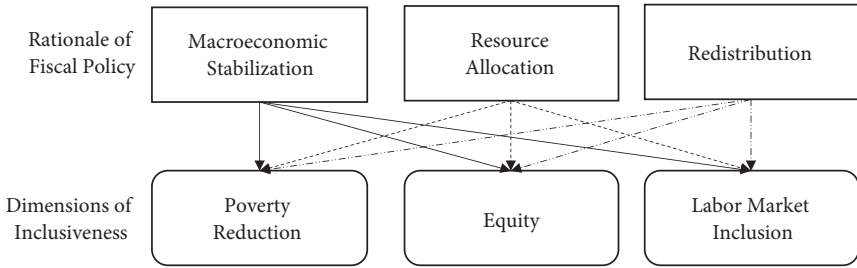 Rationale of
Fiscal Policy
Macroeconomic
Stabilization
Resource
Allocation
Redistribution
Dimensions of
Inclusiveness
Poverty
Reduction
Equity
Labor Market
Inclusion